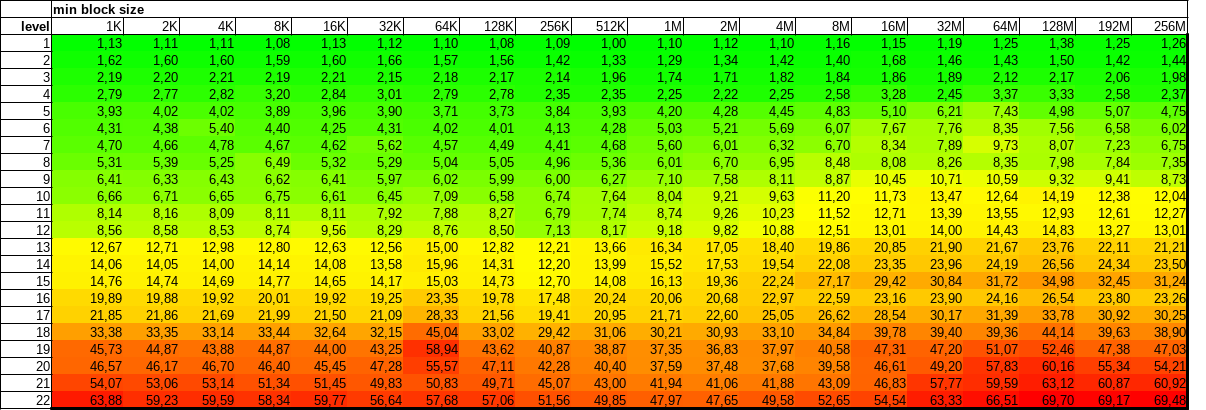 min block size
level 1K 2K 4K 8K 16K 32K 64K 128K 256K 512K 1M 2M 4M 8M 16M 32M 64M 128M 192M 256M
1 1,13 1,11 1,11 1,08 1,13 1,12 1,10 1,08 1,09 1,00 1,10 1,12 1,10 1,16 1,15 1,19 1,25 1,38 1,25 1,26
2 1,62 1,60 1,60 1,59 1,60 1,66 1,57 1,56 1,42 1,33 1,29 1,34 1,42 1,40 1,68 1,46 1,43 1,50 1,42 1,44
3 2,19 2,20 2,21 2,19 2,21 2,15 2,18 2,17 2,14 1,96 1,74 1,71 1,82 1,84 1,86 1,89 2,12 2,17 2,06 1,98
4 2,79 2,77 2,82 3,20 2,84 3,01 2,79 2,78 2,35 2,35 2,25 2,22 2,25 2,58 3,28 2,45 3,37 3,33 2,58 2,37
5 3,93 4,02 4,02 3,89 3,96 3,90 3,71 3,73 3,84 3,93 4,20 4,28 4,45 4,83 5,10 6,21 7,43 4,98 5,07 4,75
6 4,31 4,38 5,40 4,40 4,25 4,31 4,02 4,01 4,13 4,28 5,03 5,21 5,69 6,07 7,67 7,76 8,35 7,56 6,58 6,02
7 4,70 4,66 4,78 4,67 4,62 5,62 4,57 4,49 4,41 4,68 5,60 6,01 6,32 6,70 8,34 7,89 9,73 8,07 7,23 6,75
8 5,31 5,39 5,25 6,49 5,32 5,29 5,04 5,05 4,96 5,36 6,01 6,70 6,95 8,48 8,08 8,26 8,35 7,98 7,84 7,35
9 6,41 6,33 6,43 6,62 6,41 5,97 6,02 5,99 6,00 6,27 7,10 7,58 8,11 8,87 10,45 10,71 10,59 9,32 9,41 8,73
10 6,66 6,71 6,65 6,75 6,61 6,45 7,09 6,58 6,74 7,64 8,04 9,21 9,63 11,20 11,73 13,47 12,64 14,19 12,38 12,04
11 8,14 8,16 8,09 8,11 8,11 7,92 7,88 8,27 6,79 7,74 8,74 9,26 10,23 11,52 12,71 13,39 13,55 12,93 12,61 12,27
12 8,56 8,58 8,53 8,74 9,56 8,29 8,76 8,50 7,13 8,17 9,18 9,82 10,88 12,51 13,01 14,00 14,43 14,83 13,27 13,01
13 12,67 12,71 12,98 12,80 12,63 12,56 15,00 12,82 12,21 13,66 16,34 17,05 18,40 19,86 20,85 21,90 21,67 23,76 22,11 21,21
14 14,06 14,05 14,00 14,14 14,08 13,58 15,96 14,31 12,20 13,99 15,52 17,53 19,54 22,08 23,35 23,96 24,19 26,56 24,34 23,50
15 14,76 14,74 14,69 14,77 14,65 14,17 15,03 14,73 12,70 14,08 16,13 19,36 22,24 27,17 29,42 30,84 31,72 34,98 32,45 31,24
16 19,89 19,88 19,92 20,01 19,92 19,25 23,35 19,78 17,48 20,24 20,06 20,68 22,97 22,59 23,16 23,90 24,16 26,54 23,80 23,26
17 21,85 21,86 21,69 21,99 21,50 21,09 28,33 21,56 19,41 20,95 21,71 22,60 25,05 26,62 28,54 30,17 31,39 33,78 30,92 30,25
18 33,38 33,35 33,14 33,44 32,64 32,15 45,04 33,02 29,42 31,06 30,21 30,93 33,10 34,84 39,78 39,40 39,36 44,14 39,63 38,90
19 45,73 44,87 43,88 44,87 44,00 43,25 58,94 43,62 40,87 38,87 37,35 36,83 37,97 40,58 47,31 47,20 51,07 52,46 47,38 47,03
20 46,57 46,17 46,70 46,40 45,45 47,28 55,57 47,11 42,28 40,40 37,59 37,48 37,68 39,58 46,61 49,20 57,83 60,16 55,34 54,21
21 54,07 53,06 53,14 51,34 51,45 49,83 50,83 49,71 45,07 43,00 41,94 41,06 41,88 43,09 46,83 57,77 59,59 63,12 60,87 60,92
22 63,88 59,23 59,59 58,34 59,77 56,64 57,68 57,06 51,56 49,85 47,97 47,65 49,58 52,65 54,54 63,33 66,51 69,70 69,17 69,48